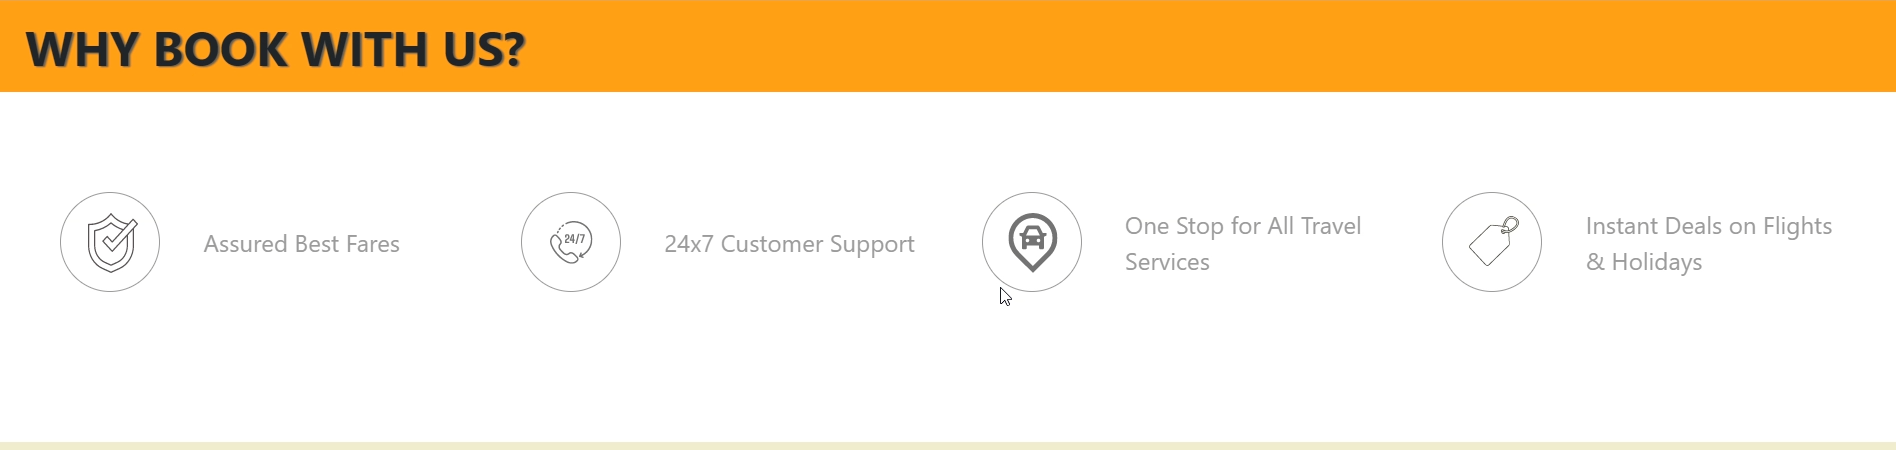 WHY BOOK WITH US?
Assured Best Fares
24/7
24x7 Customer Support
One Stop for All Travel
Services
Instant Deals on Flights
& Holidays